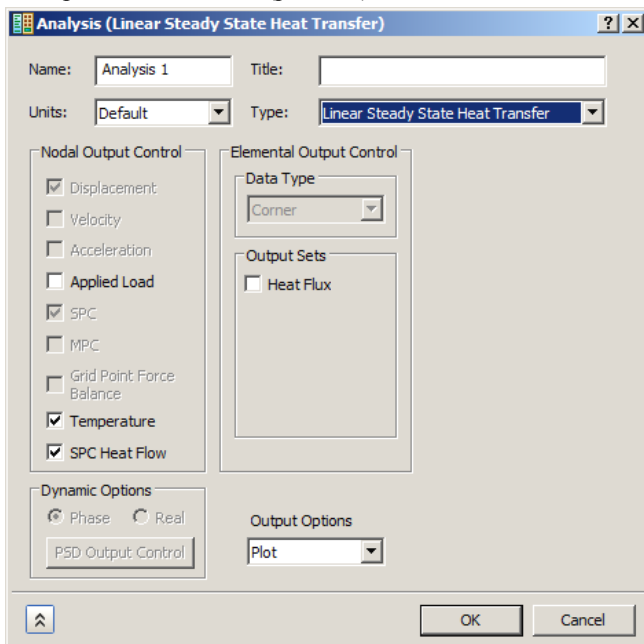 Analysis (Linear Steady State Heat Transfer)
Name: Analysis 1 Title:
Units: Default Type: Linear Steady State Heat Transfer
Nodal Output Control
Displacement
Velocity
Acceleration
Applied Load
SPC
MPC
Grid Point Force
Balance
Temperature
SPC Heat Flow
Elemental Output Control
Data Type
Corner
Output Sets
Heat Flux
Dynamic Options
Phase Real
PSD Output Control
Output Options
Plot
OK Cancel